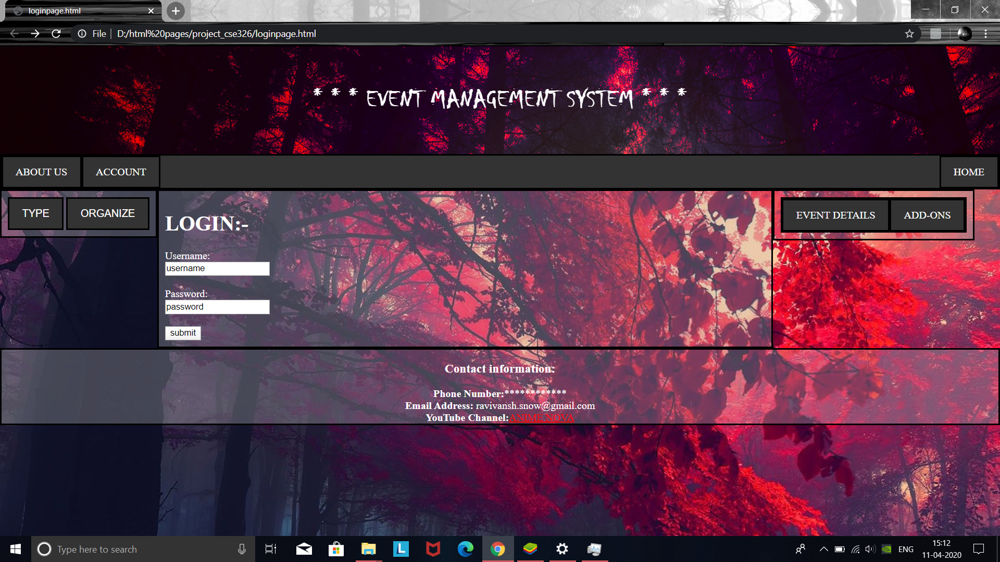 loginpage.html
File | D:/html%20pages/project_cse326/loginpage.html
* * * EVENT MANAGEMENT SYSTEM * * *
ABOUT US ACCOUNT HOME
TYPE ORGANIZE
EVENT DETAILS ADD-ONS
LOGIN:-
Username:
username
Password:
password
submit
Contact information:
Phone Number:************
Email Address: ravivansh.snow@gmail.com
YouTube Channel:ANIME NOVA
Type here to search
L
ENG
15:12
11-04-2020